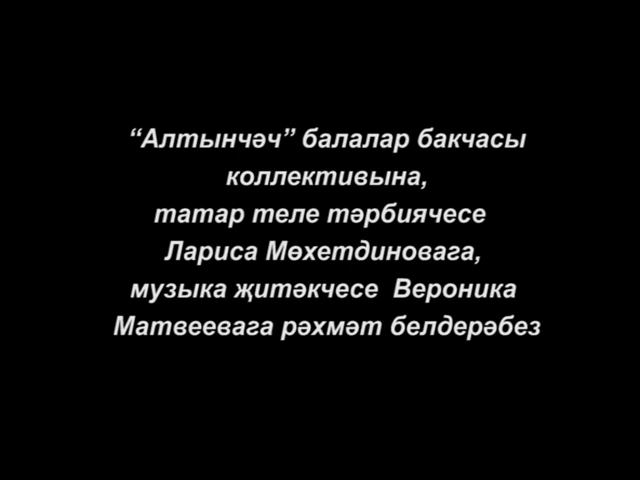 “Алтынчәч” балалар бакчасы
коллективына,
татар теле тәрбиячесе
Лариса Мөхетдиновага,
музыка җитәкчесе Вероника
Матвеевага рәхмәт белдерәбез